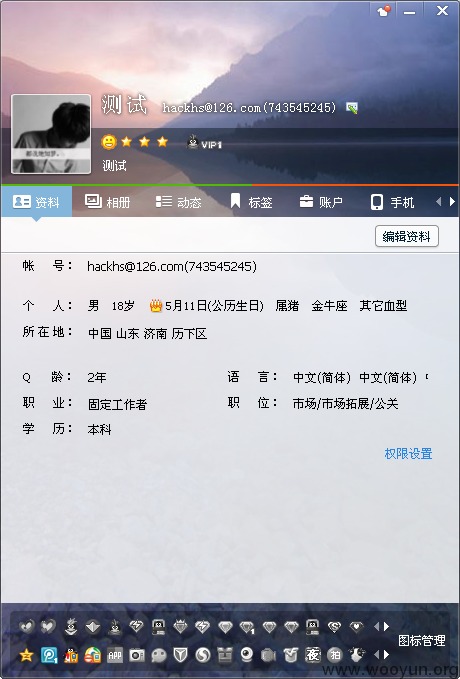 测试 hackhs@126.com(743545245)
VIP1
测试
资料 相册 动态 标签 账户 手机
编辑资料
帐 号： hackhs@126.com(743545245)
个 人： 男 18岁 5月11日(公历生日) 属猪 金牛座 其它血型
所在地： 中国 山东 济南 历下区
Q 龄： 2年 语 言： 中文(简体) 中文(简体)
职 业： 固定工作者 职 位： 市场/市场拓展/公关
学 历： 本科
权限设置
图标管理
APP 夜 拍
www.wooyun.org